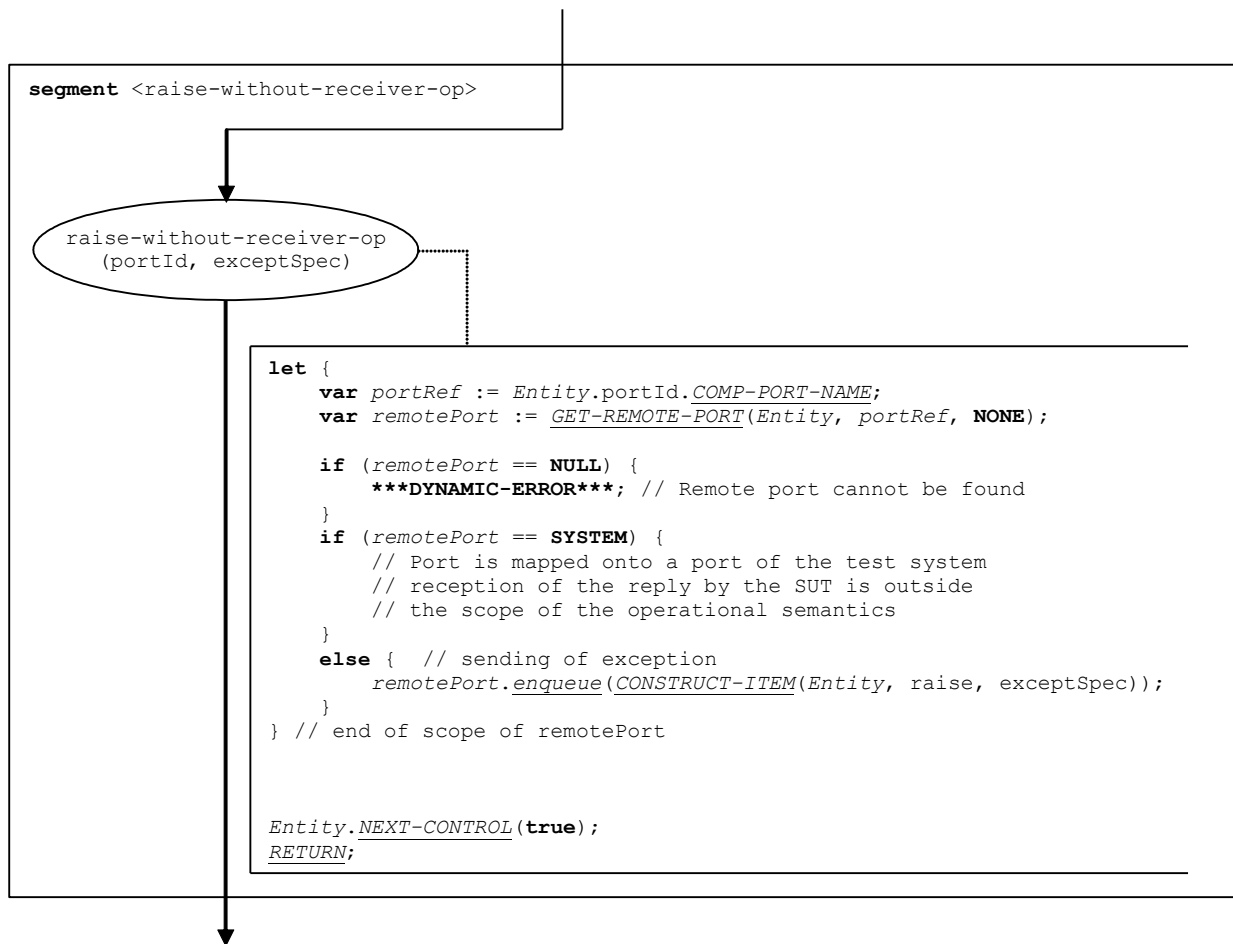 segment <raise-without-receiver-op>
raise-without-receiver-op
(portId, exceptSpec)
let {
var portRef := Entity.portId.COMP-PORT-NAME;
var remotePort := GET-REMOTE-PORT(Entity, portRef, NONE);
if (remotePort == NULL) {
***DYNAMIC-ERROR***; // Remote port cannot be found
}
if (remotePort == SYSTEM) {
// Port is mapped onto a port of the test system
// reception of the reply by the SUT is outside
// the scope of the operational semantics
}
else { // sending of exception
remotePort.enqueue(CONSTRUCT-ITEM(Entity, raise, exceptSpec));
}
} // end of scope of remotePort
Entity.NEXT-CONTROL(true);
RETURN;